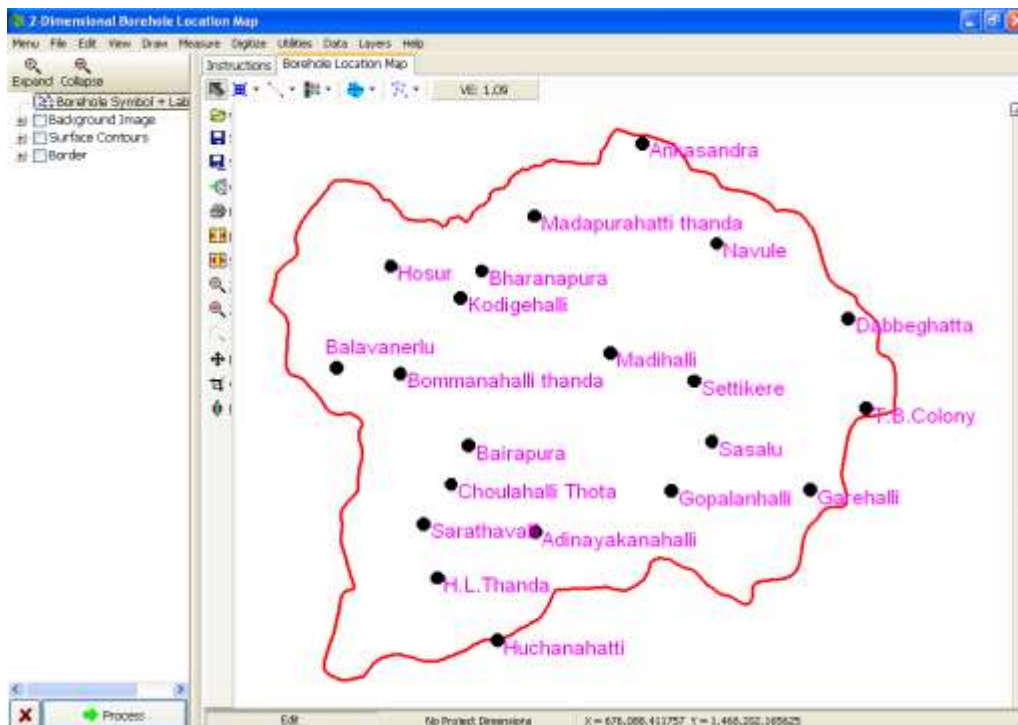 2-Dimensional Borehole Location Map
Menu File Edit View Draw Measure Digitize Utilities Data Layers Help
Expand Collapse
Borehole Symbol + Lab
Background Image
Surface Contours
Border
Instructions Borehole Location Map
VE: 1.09
Ankasandra
Madapurahatti thanda
Navule
Hosur
Bharanapura
Kodigehalli
Dabbeghatta
Balavanerlu
Madihalli
Bommanahalli thanda
Settikere
T.B.Colony
Bairapura
Sasalu
Choulahalli Thota
Gopalanhalli
Garehalli
Sarathavalli
Adinayakanahalli
H.L.Thanda
Huchanahatti
Process
Edit
No Project Dimensions
X = 676,088.411757 Y = 1,468,202.165625